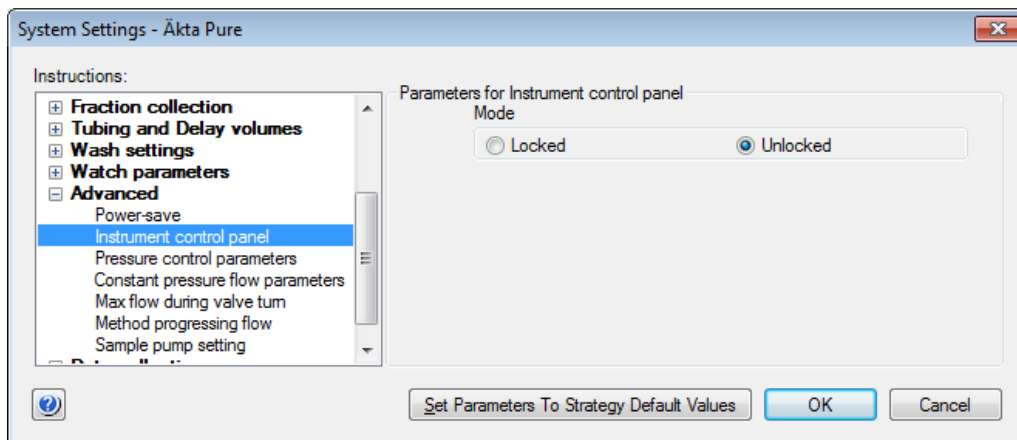 System Settings - Äkta Pure
Instructions:
Fraction collection
Tubing and Delay volumes
Wash settings
Watch parameters
Advanced
Power-save
Instrument control panel
Pressure control parameters
Constant pressure flow parameters
Max flow during valve turn
Method progressing flow
Sample pump setting
Parameters for Instrument control panel
Mode
Locked Unlocked
Set Parameters To Strategy Default Values OK Cancel